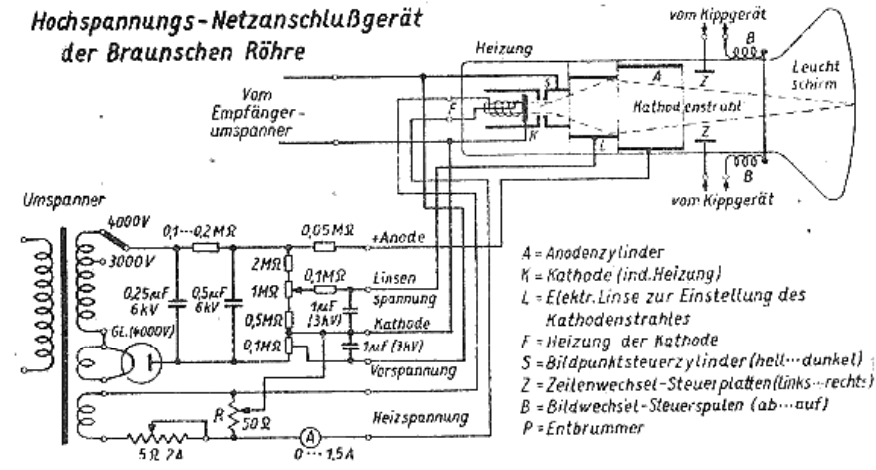 Hochspannungs-Netzanschlußgerät
der Braunschen Röhre
vom Kippgerät
B
Heizung
S
A
Z
Leucht
schirm
Vom
Empfänger-
umspanner
F
K
Kathodenstrahl
L
Z
B
vom Kippgerät
Umspanner
4000V
3000V
0,1···0,2MΩ
0,05MΩ
+Anode
2MΩ
0,1MΩ
Linsen
spannung
1MΩ
0,25µF
6kV
0,5µF
6kV
1µF
(3kV)
0,5MΩ
Kathode
GL.(4000V)
0,1MΩ
1µF(3kV)
Vorspannung
R
50Ω
Heizspannung
5Ω 2A
A
0···1,5A
A = Anodenzylinder
K = Kathode (ind.Heizung)
L = Elektr. Linse zur Einstellung des
Kathodenstrahles
F = Heizung der Kathode
S = Bildpunktsteuerzylinder (hell···dunkel)
Z = Zeilenwechsel-Steuerplatten (links···rechts)
B = Bildwechsel-Steuerspulen (ab···auf)
P = Entbrummer